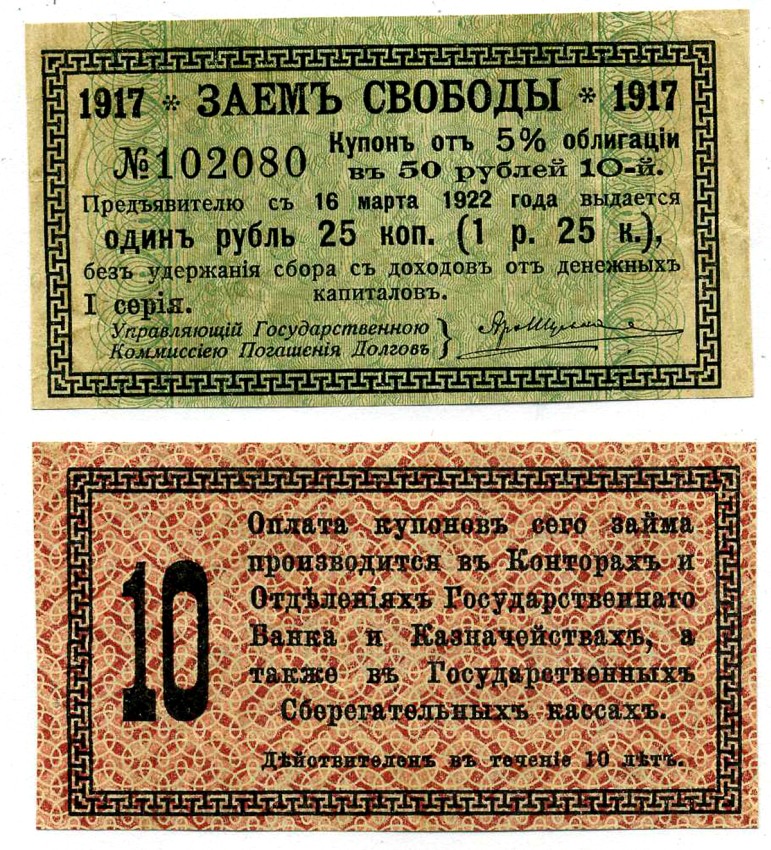 1917 * ЗАЕМЪ СВОБОДЫ * 1917
№102080
Купонъ отъ 5% облигаціи
въ 50 рублей 10-й.
Предъявителю съ 16 марта 1922 года выдается
одинъ рубль 25 коп. (1 р. 25 к.),
безъ удержанія сбора съ доходовъ отъ денежныхъ
капиталовъ.
I серія.
Управляющій Государственною
Коммиссіею Погашенія Долговъ }
10
Оплата купоновъ сего займа
производится въ Конторахъ и
Отдѣленіяхъ Государственнаго
Банка и Казначействахъ, а
также въ Государственныхъ
Сберегательныхъ кассахъ.
Дѣйствителенъ въ теченіе 10 лѣтъ.